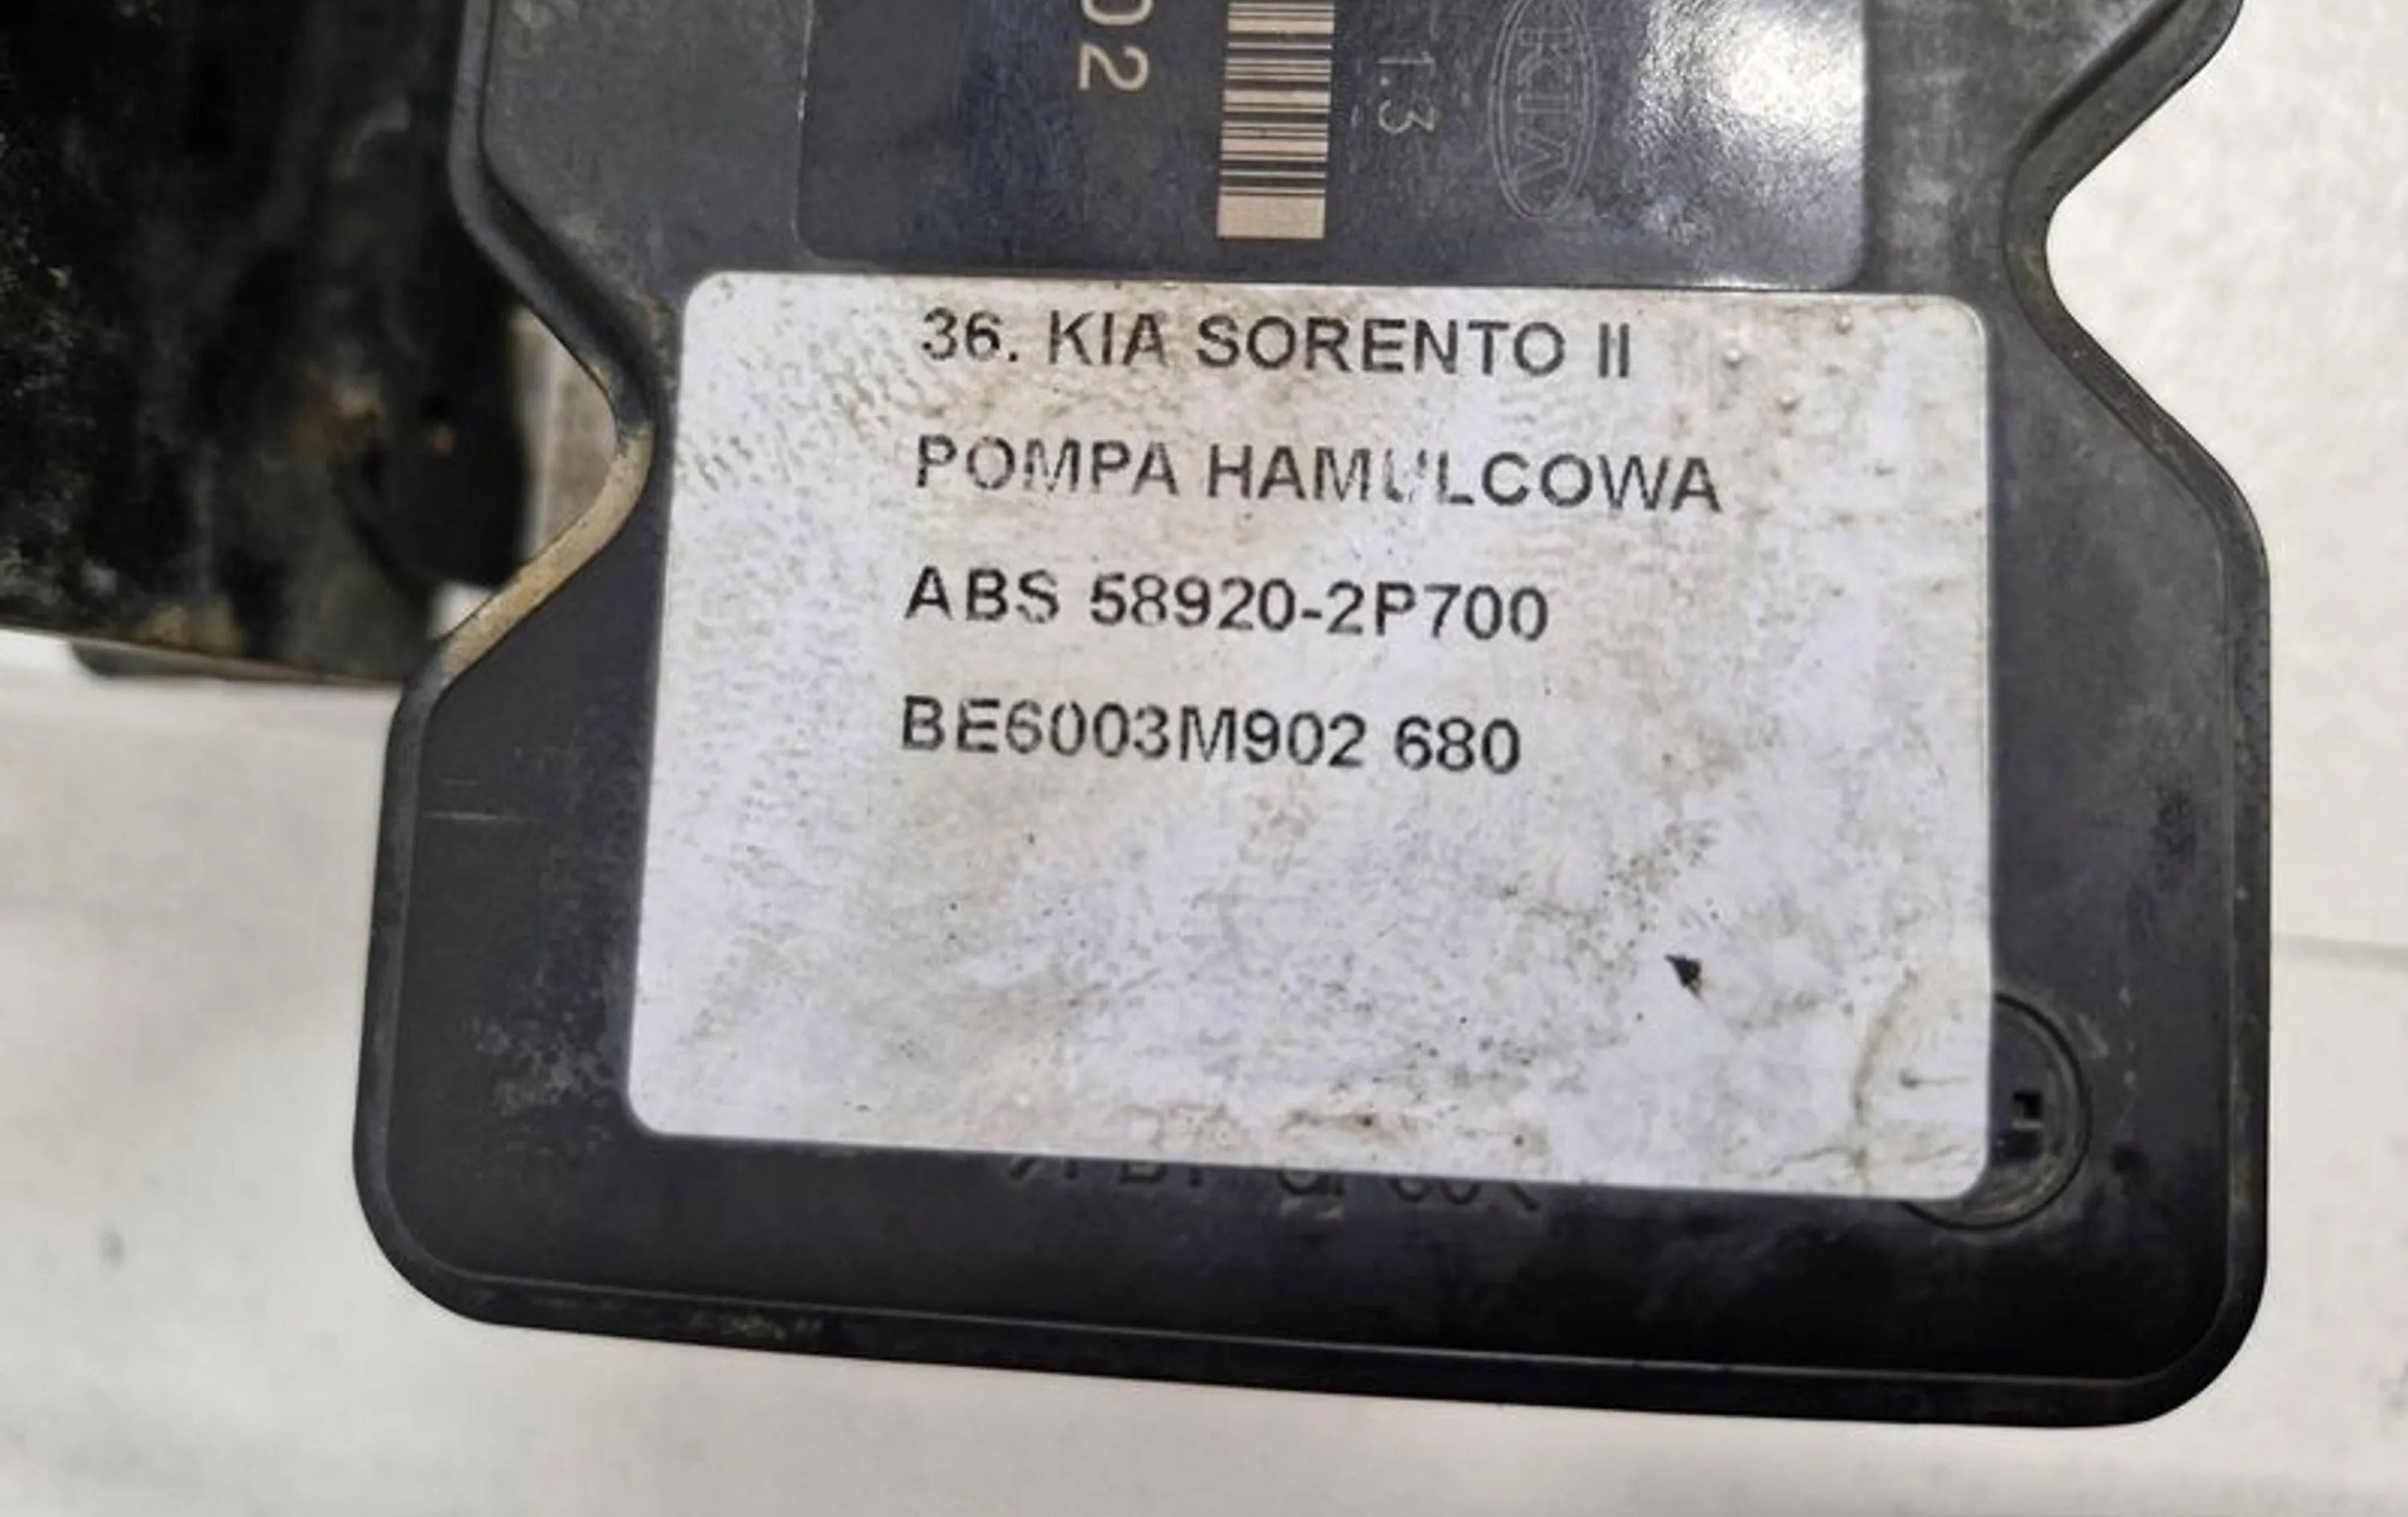 02
1.3
KIA
36. KIA SORENTO II
POMPA HAMULCOWA
ABS 58920-2P700
BE6003M902 680